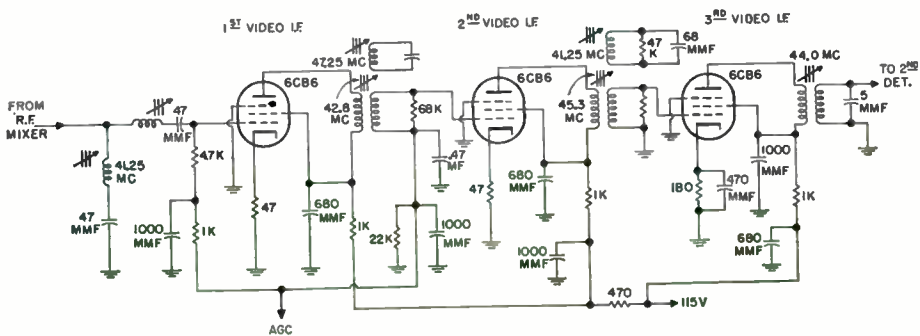 1ST VIDEO I.F.
2ND VIDEO I.F.
3RD VIDEO I.F.
47.25 MC
41.25 MC
47 K
68 MMF
44.0 MC
6CB6
6CB6
6CB6
TO 2ND DET.
FROM R.F. MIXER
47 MMF
42.8 MC
68K
45.3 MC
5 MMF
41.25 MC
4.7K
.47 MF
1000 MMF
47
680 MMF
47
680 MMF
1K
180
470 MMF
1K
47 MMF
1000 MMF
1K
1K
22K
1000 MMF
1000 MMF
680 MMF
470
115V
AGC